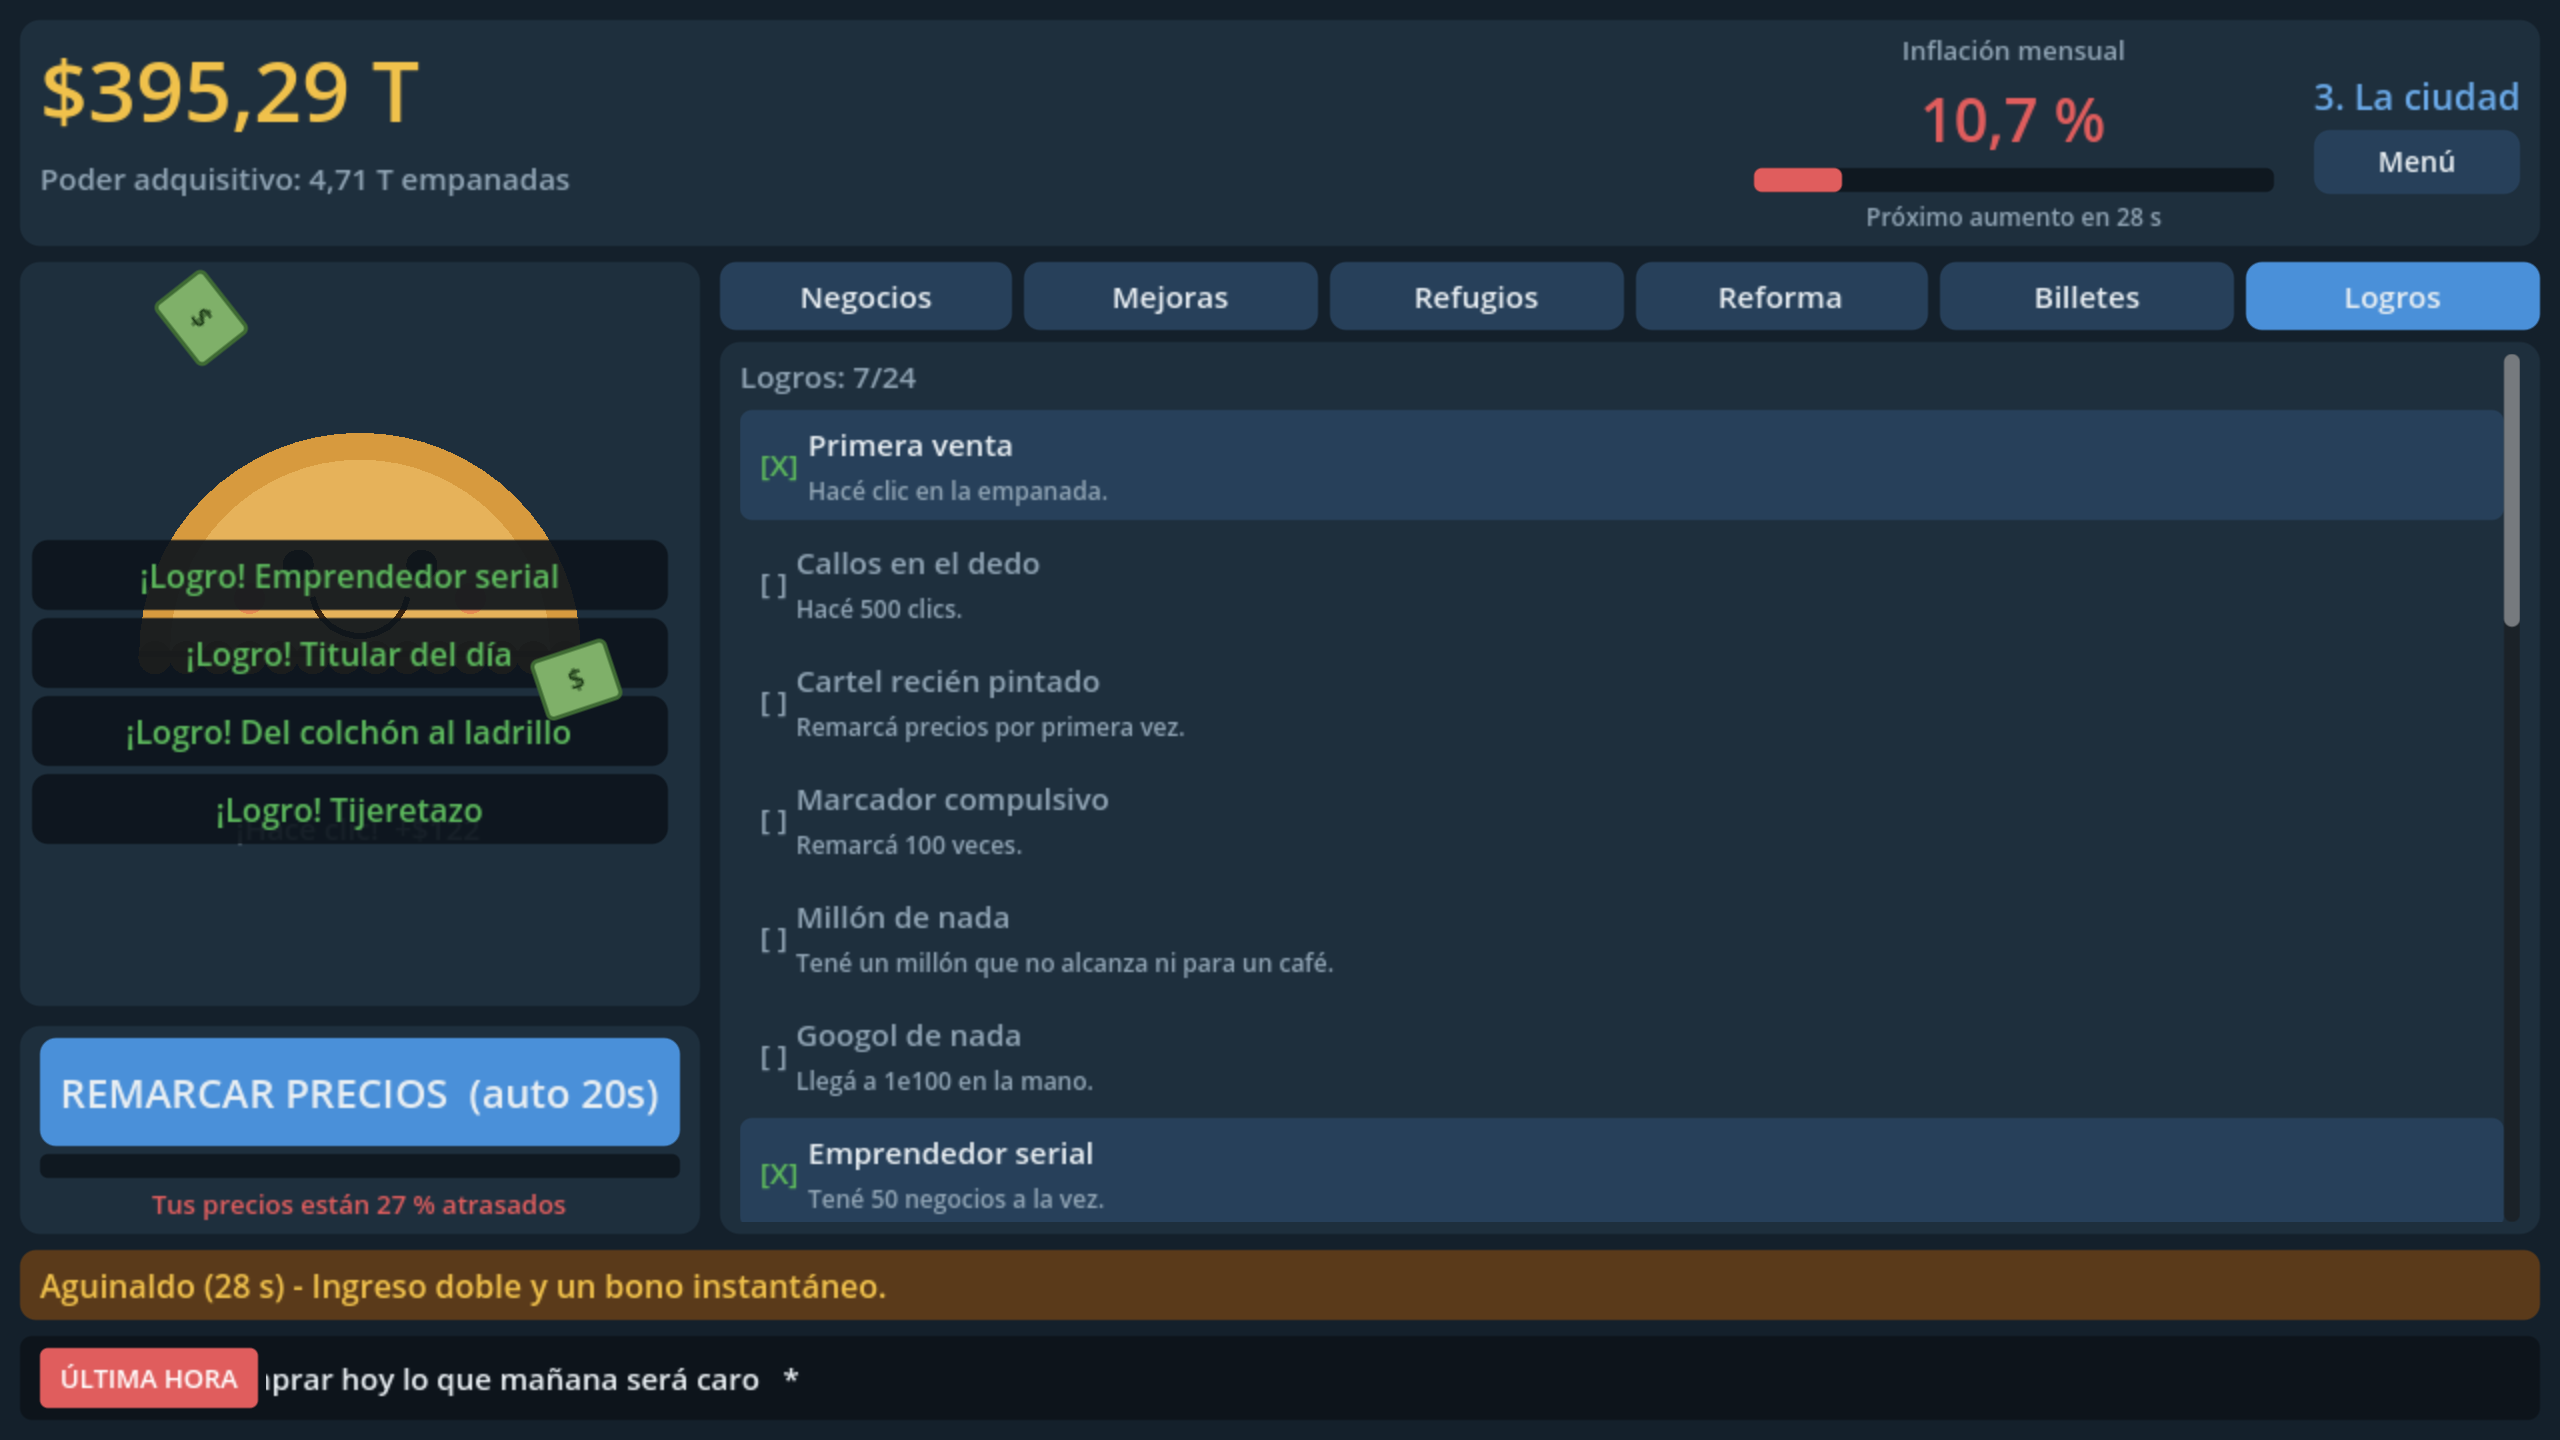 $395,29 T
Poder adquisitivo: 4,71 T empanadas
Inflación mensual
10,7 %
Próximo aumento en 28 s
3. La ciudad
Menú
$
¡Logro! Emprendedor serial
¡Logro! Titular del día
$
¡Logro! Del colchón al ladrillo
¡Logro! Tijeretazo
¡Hacé clic! +$122
REMARCAR PRECIOS (auto 20s)
Tus precios están 27 % atrasados
Negocios
Mejoras
Refugios
Reforma
Billetes
Logros
Logros: 7/24
[X] Primera venta
Hacé clic en la empanada.
[ ] Callos en el dedo
Hacé 500 clics.
[ ] Cartel recién pintado
Remarcá precios por primera vez.
[ ] Marcador compulsivo
Remarcá 100 veces.
[ ] Millón de nada
Tené un millón que no alcanza ni para un café.
[ ] Googol de nada
Llegá a 1e100 en la mano.
[X] Emprendedor serial
Tené 50 negocios a la vez.
Aguinaldo (28 s) - Ingreso doble y un bono instantáneo.
ÚLTIMA HORA
prar hoy lo que mañana será caro *